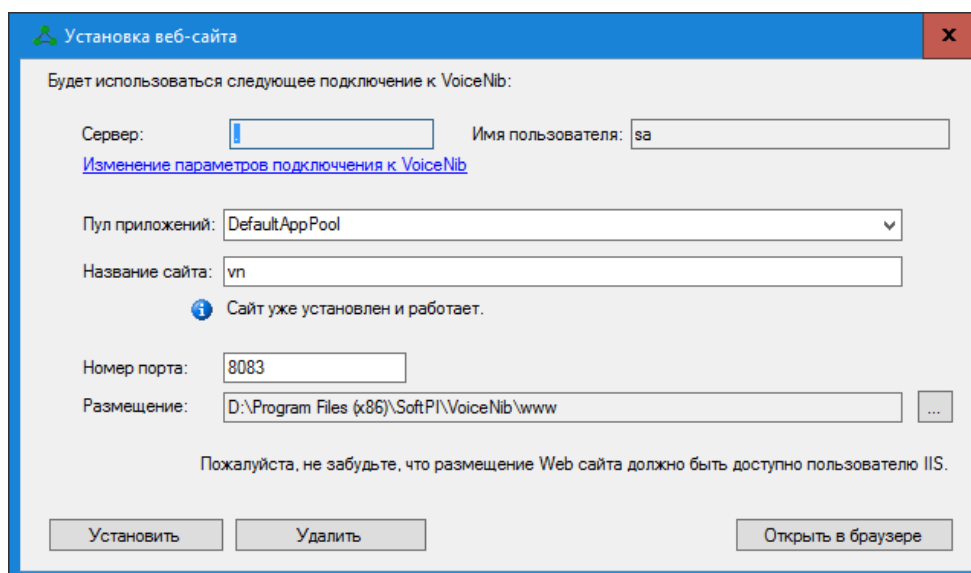 Установка веб-сайта
x
Будет использоваться следующее подключение к VoiceNib:
Сервер: . Имя пользователя: sa
Изменение параметров подключчения к VoiceNib
Пул приложений: DefaultAppPool
Название сайта: vn
Сайт уже установлен и работает.
Номер порта: 8083
Размещение: D:\Program Files (x86)\SoftPI\VoiceNib\www ...
Пожалуйста, не забудьте, что размещение Web сайта должно быть доступно пользователю IIS.
Установить Удалить Открыть в браузере